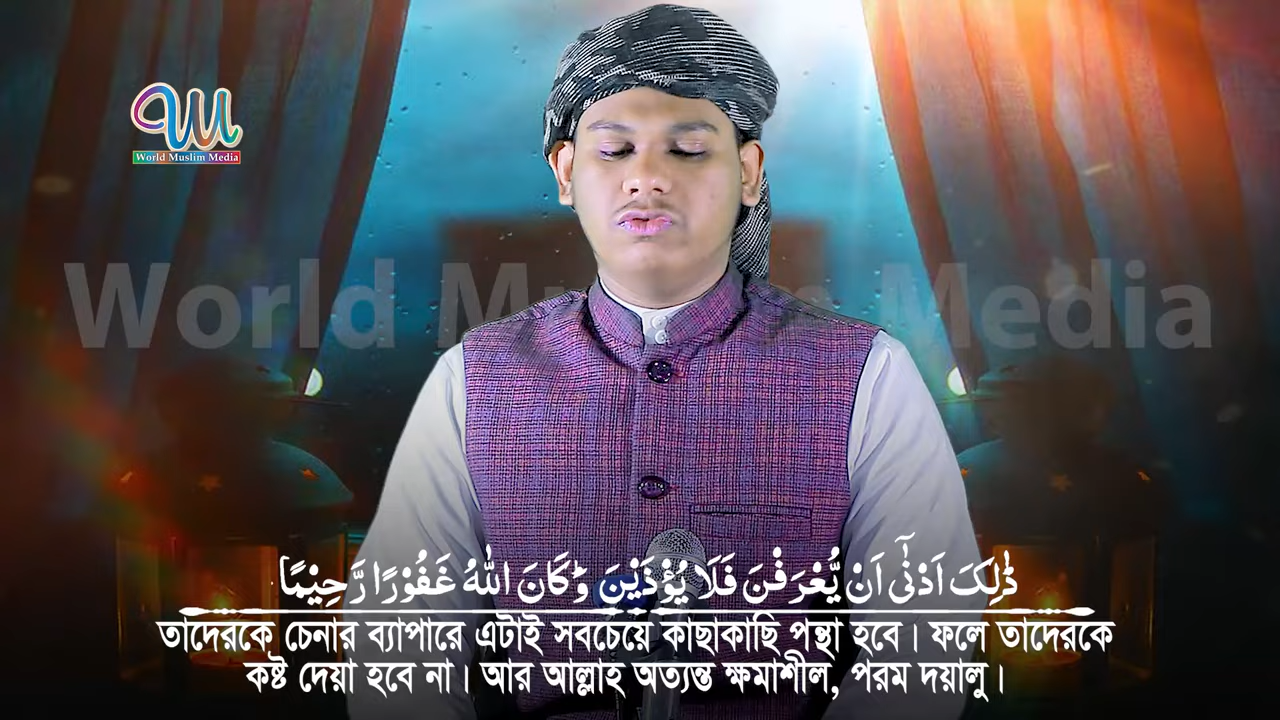 World Muslim Media
World Muslim Media
ذٰلِكَ اَدْنٰۤى اَنْ يُّعْرَفْنَ فَلَا يُؤْذَيْنَ ؕ وَكَانَ اللّٰهُ غَفُوْرًا رَّحِيْمًا
তাদেরকে চেনার ব্যাপারে এটাই সবচেয়ে কাছাকাছি পন্থা হবে। ফলে তাদেরকে
কষ্ট দেয়া হবে না। আর আল্লাহ অত্যন্ত ক্ষমাশীল, পরম দয়ালু।